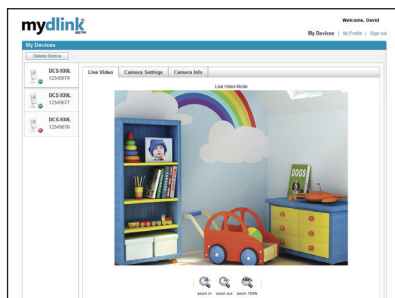 mydlink
BETA
Welcome, David
My Devices | My Profile | Sign out
My Devices
Delete Device
DCS-930L
12345678
DCS-930L
12345677
DCS-930L
12345676
Live Video
Camera Settings
Camera Info
Live Video Mode
DOGS
zoom in
zoom out
zoom 100%